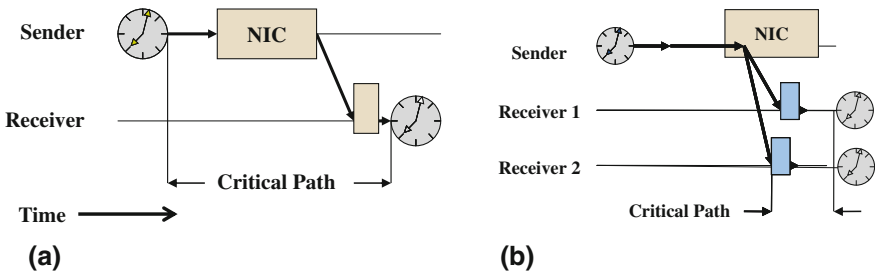 Sender
NIC
Receiver
Critical Path
Time
(a)
NIC
Sender
Receiver 1
Receiver 2
Critical Path
(b)